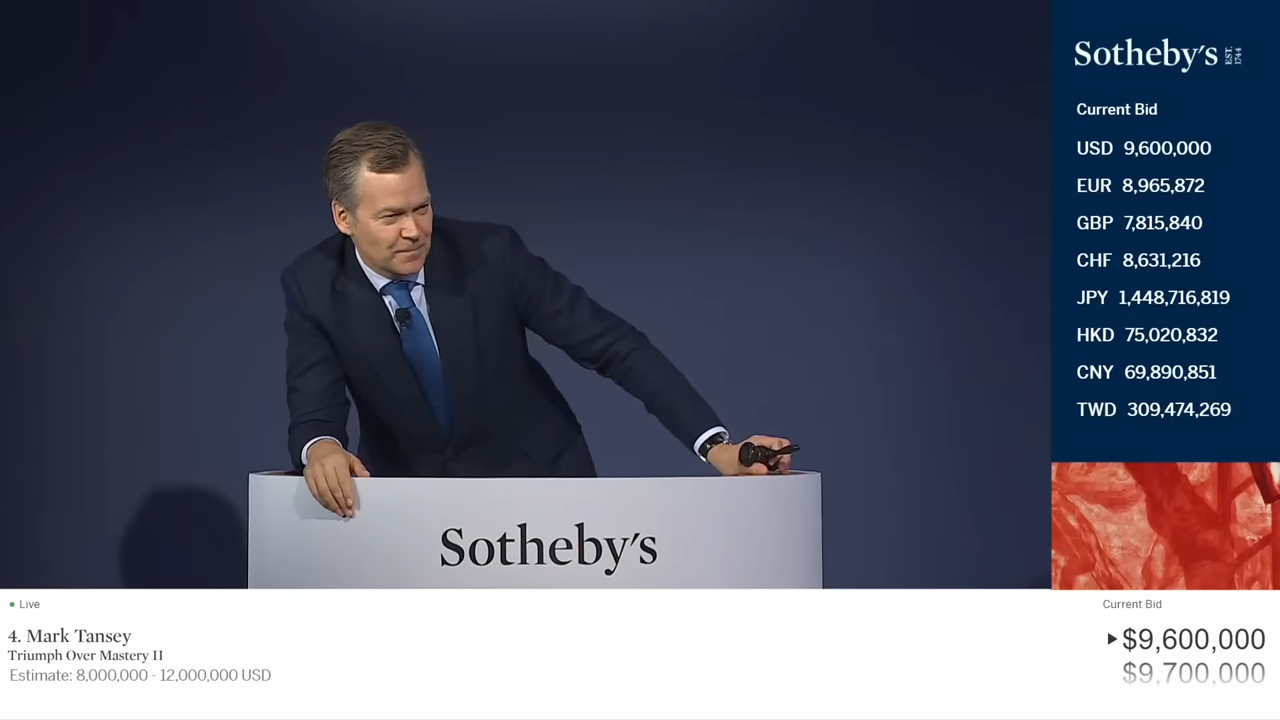 Sotheby's EST. 1744
Current Bid
USD 9,600,000
EUR 8,965,872
GBP 7,815,840
CHF 8,631,216
JPY 1,448,716,819
HKD 75,020,832
CNY 69,890,851
TWD 309,474,269
Sotheby's
Live
4. Mark Tansey
Triumph Over Mastery II
Estimate: 8,000,000 - 12,000,000 USD
Current Bid
$9,600,000
$9,700,000